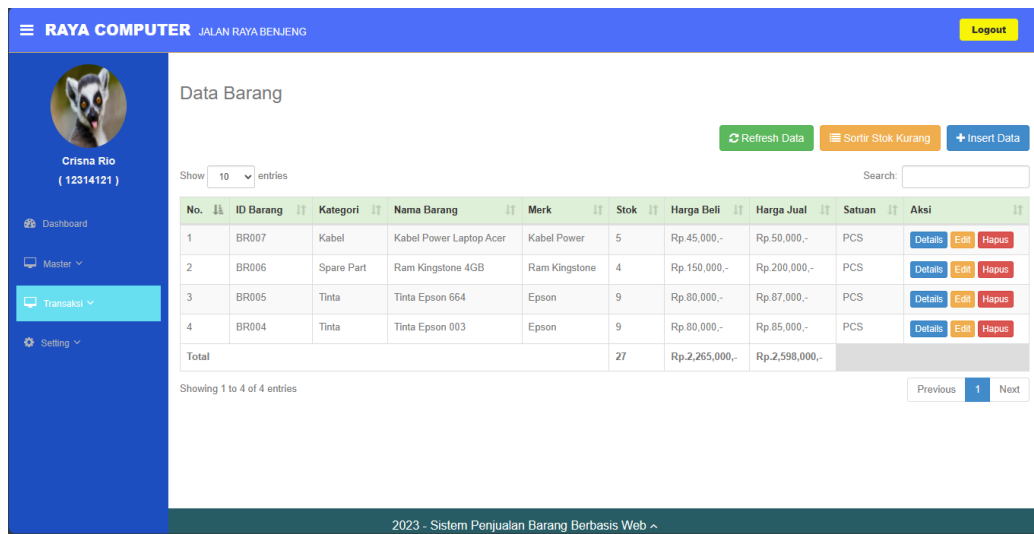 RAYA COMPUTER JALAN RAYA BENJENG Logout
Crisna Rio
( 12314121 )
Dashboard
Master
Transaksi
Setting
Data Barang
Refresh Data Sortir Stok Kurang Insert Data
Show 10 entries Search:
No. ID Barang Kategori Nama Barang Merk Stok Harga Beli Harga Jual Satuan Aksi
1 BR007 Kabel Kabel Power Laptop Acer Kabel Power 5 Rp.45,000,- Rp.50,000,- PCS Details Edit Hapus
2 BR006 Spare Part Ram Kingstone 4GB Ram Kingstone 4 Rp.150,000,- Rp.200,000,- PCS Details Edit Hapus
3 BR005 Tinta Tinta Epson 664 Epson 9 Rp.80,000,- Rp.87,000,- PCS Details Edit Hapus
4 BR004 Tinta Tinta Epson 003 Epson 9 Rp.80,000,- Rp.85,000,- PCS Details Edit Hapus
Total 27 Rp.2,265,000,- Rp.2,598,000,-
Showing 1 to 4 of 4 entries Previous 1 Next
2023 - Sistem Penjualan Barang Berbasis Web